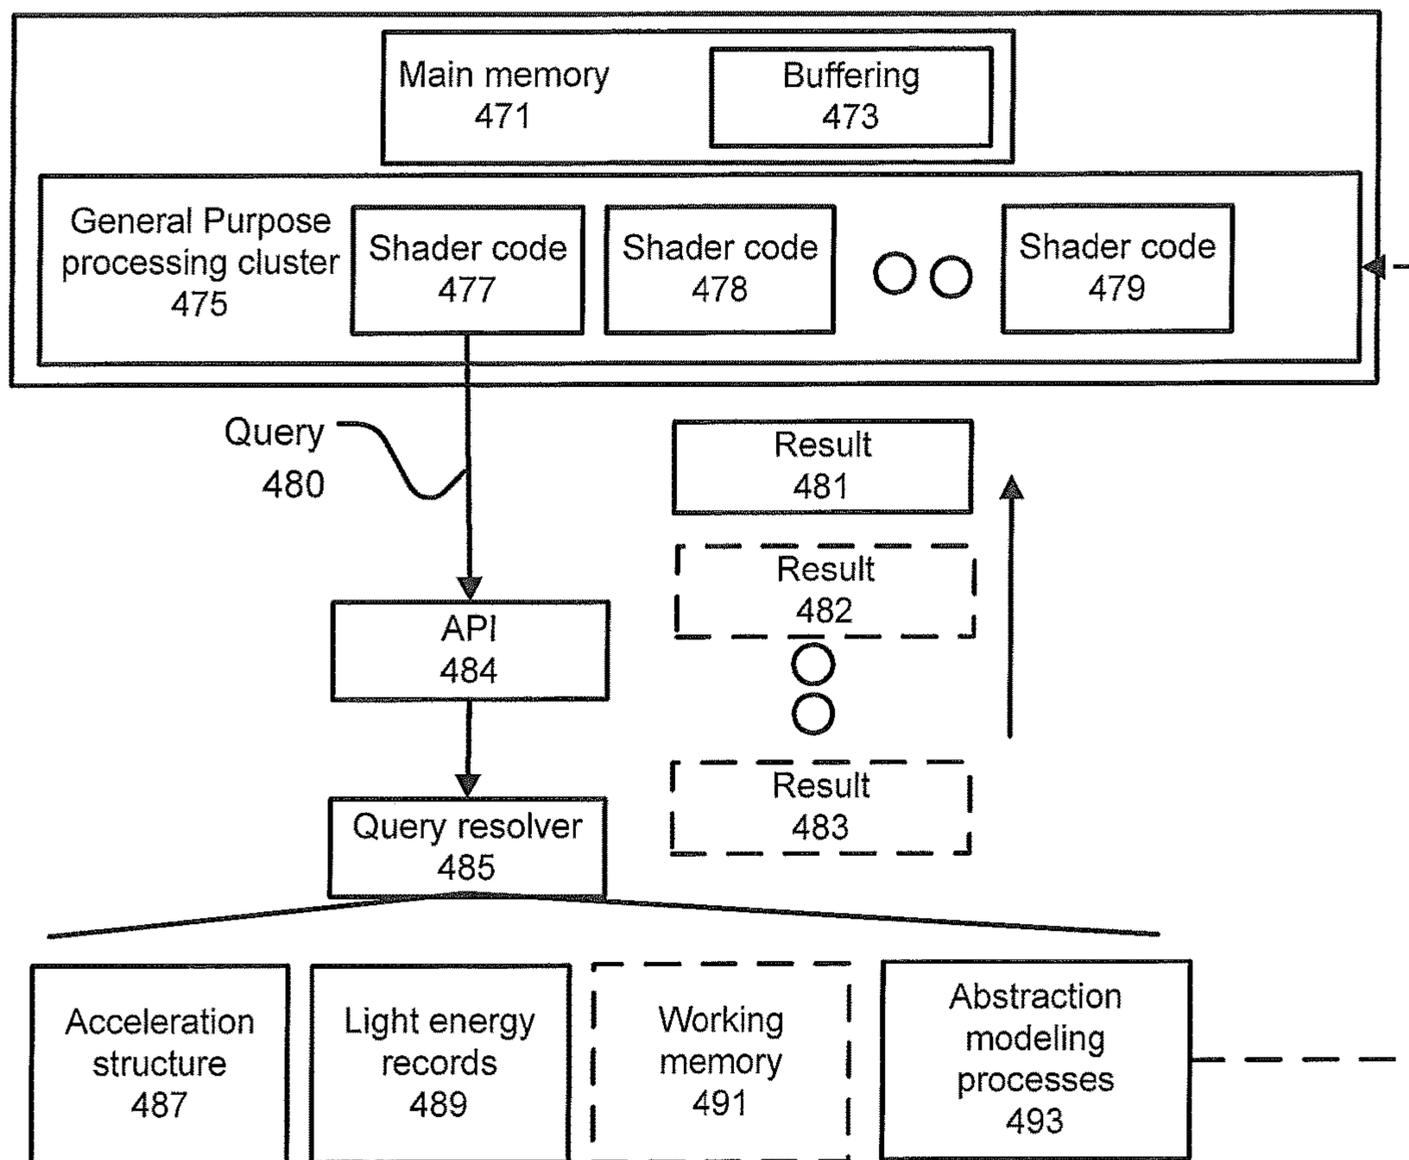 Main memory
471
Buffering
473
General Purpose
processing cluster
475
Shader code
477
Shader code
478
Shader code
479
Query
480
Result
481
Result
482
API
484
Result
483
Query resolver
485
Acceleration
structure
487
Light energy
records
489
Working
memory
491
Abstraction
modeling
processes
493